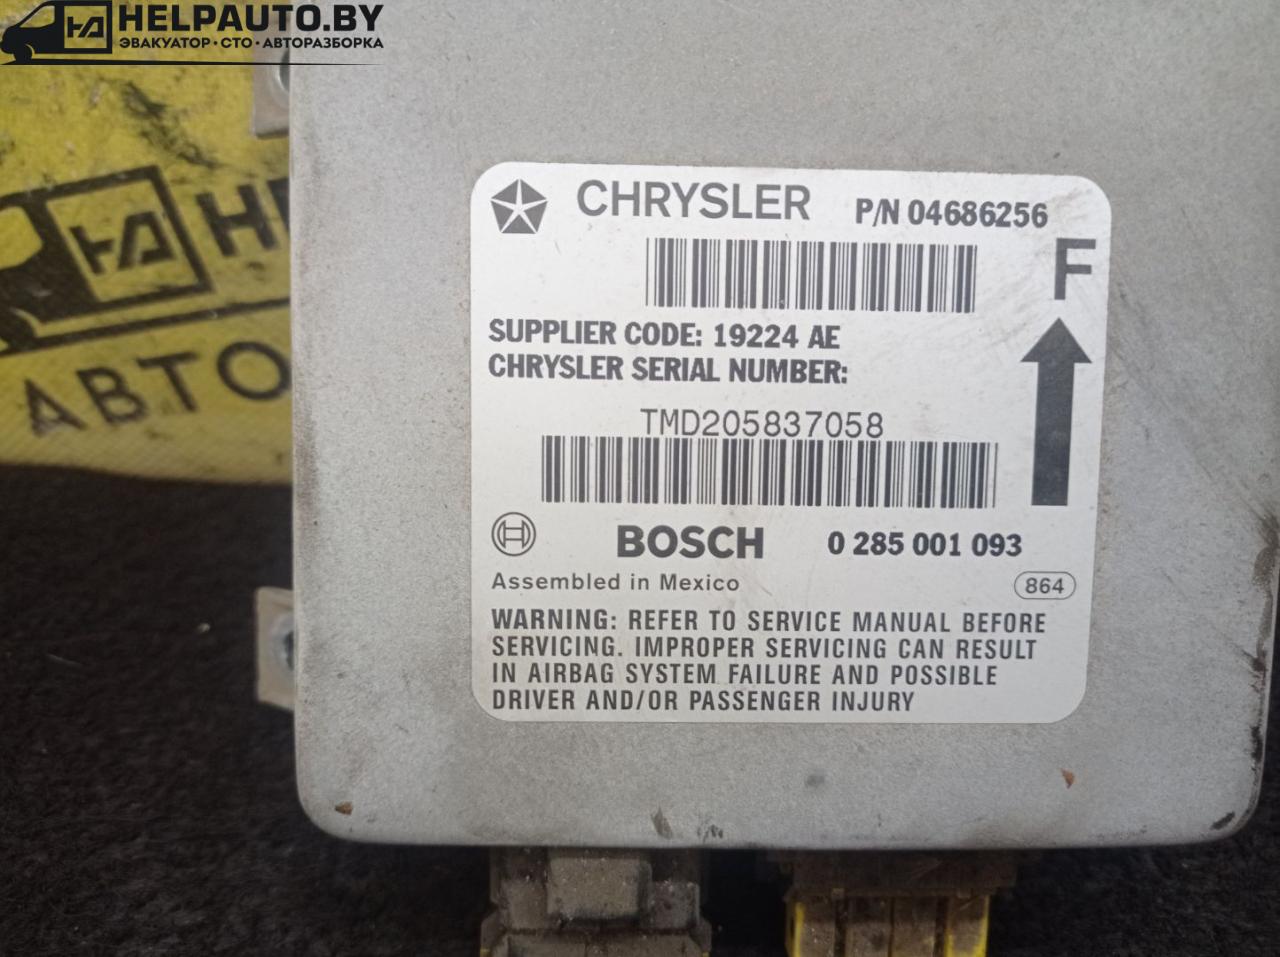 HELPAUTO.BY
ЭВАКУАТОР · СТО · АВТОРАЗБОРКА
CHRYSLER P/N 04686256
F
SUPPLIER CODE: 19224 AE
CHRYSLER SERIAL NUMBER:
TMD205837058
BOSCH 0 285 001 093
Assembled in Mexico 864
WARNING: REFER TO SERVICE MANUAL BEFORE
SERVICING. IMPROPER SERVICING CAN RESULT
IN AIRBAG SYSTEM FAILURE AND POSSIBLE
DRIVER AND/OR PASSENGER INJURY
АВТО